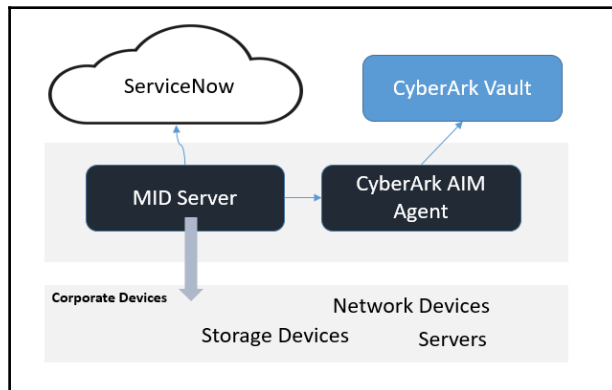 ServiceNow
CyberArk Vault
MID Server
CyberArk AIM
Agent
Corporate Devices
Network Devices
Storage Devices
Servers